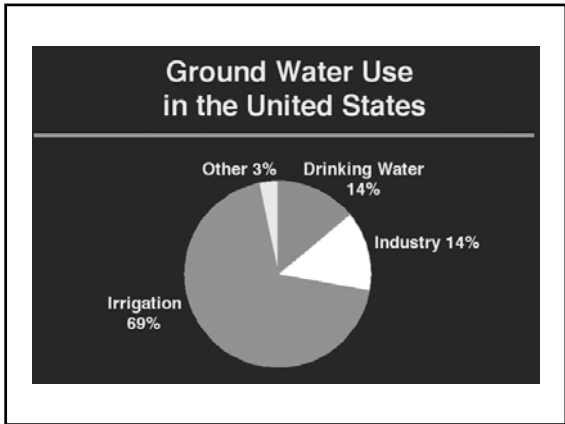 Ground Water Use
in the United States
Other 3%
Drinking Water
14%
Industry 14%
Irrigation
69%